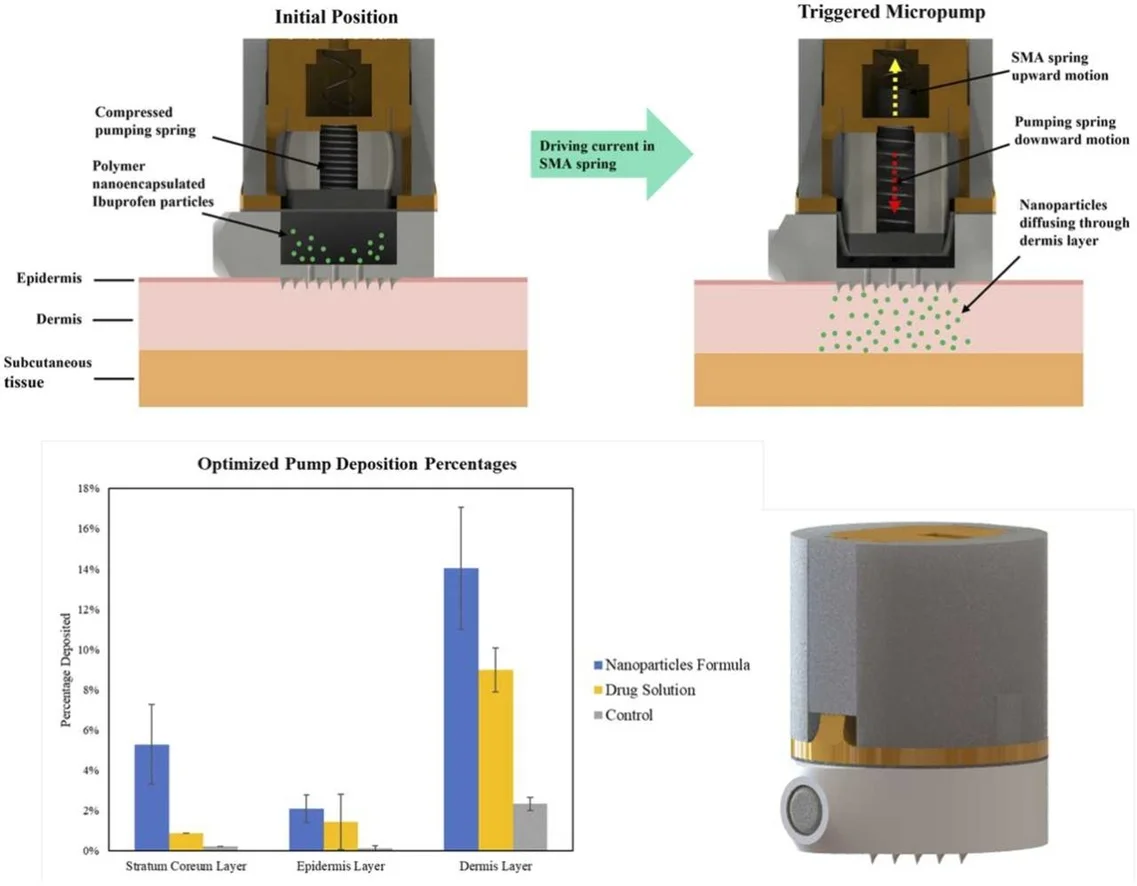 Initial Position
Triggered Micropump
Compressed
pumping spring
Polymer
nanoencapsulated
Ibuprofen particles
Driving current in
SMA spring
SMA spring
upward motion
Pumping spring
downward motion
Nanoparticles
diffusing through
dermis layer
Epidermis
Dermis
Subcutaneous
tissue
Optimized Pump Deposition Percentages
Percentage Deposited
18%
16%
14%
12%
10%
8%
6%
4%
2%
0%
Stratum Coreum Layer
Epidermis Layer
Dermis Layer
Nanoparticles Formula
Drug Solution
Control